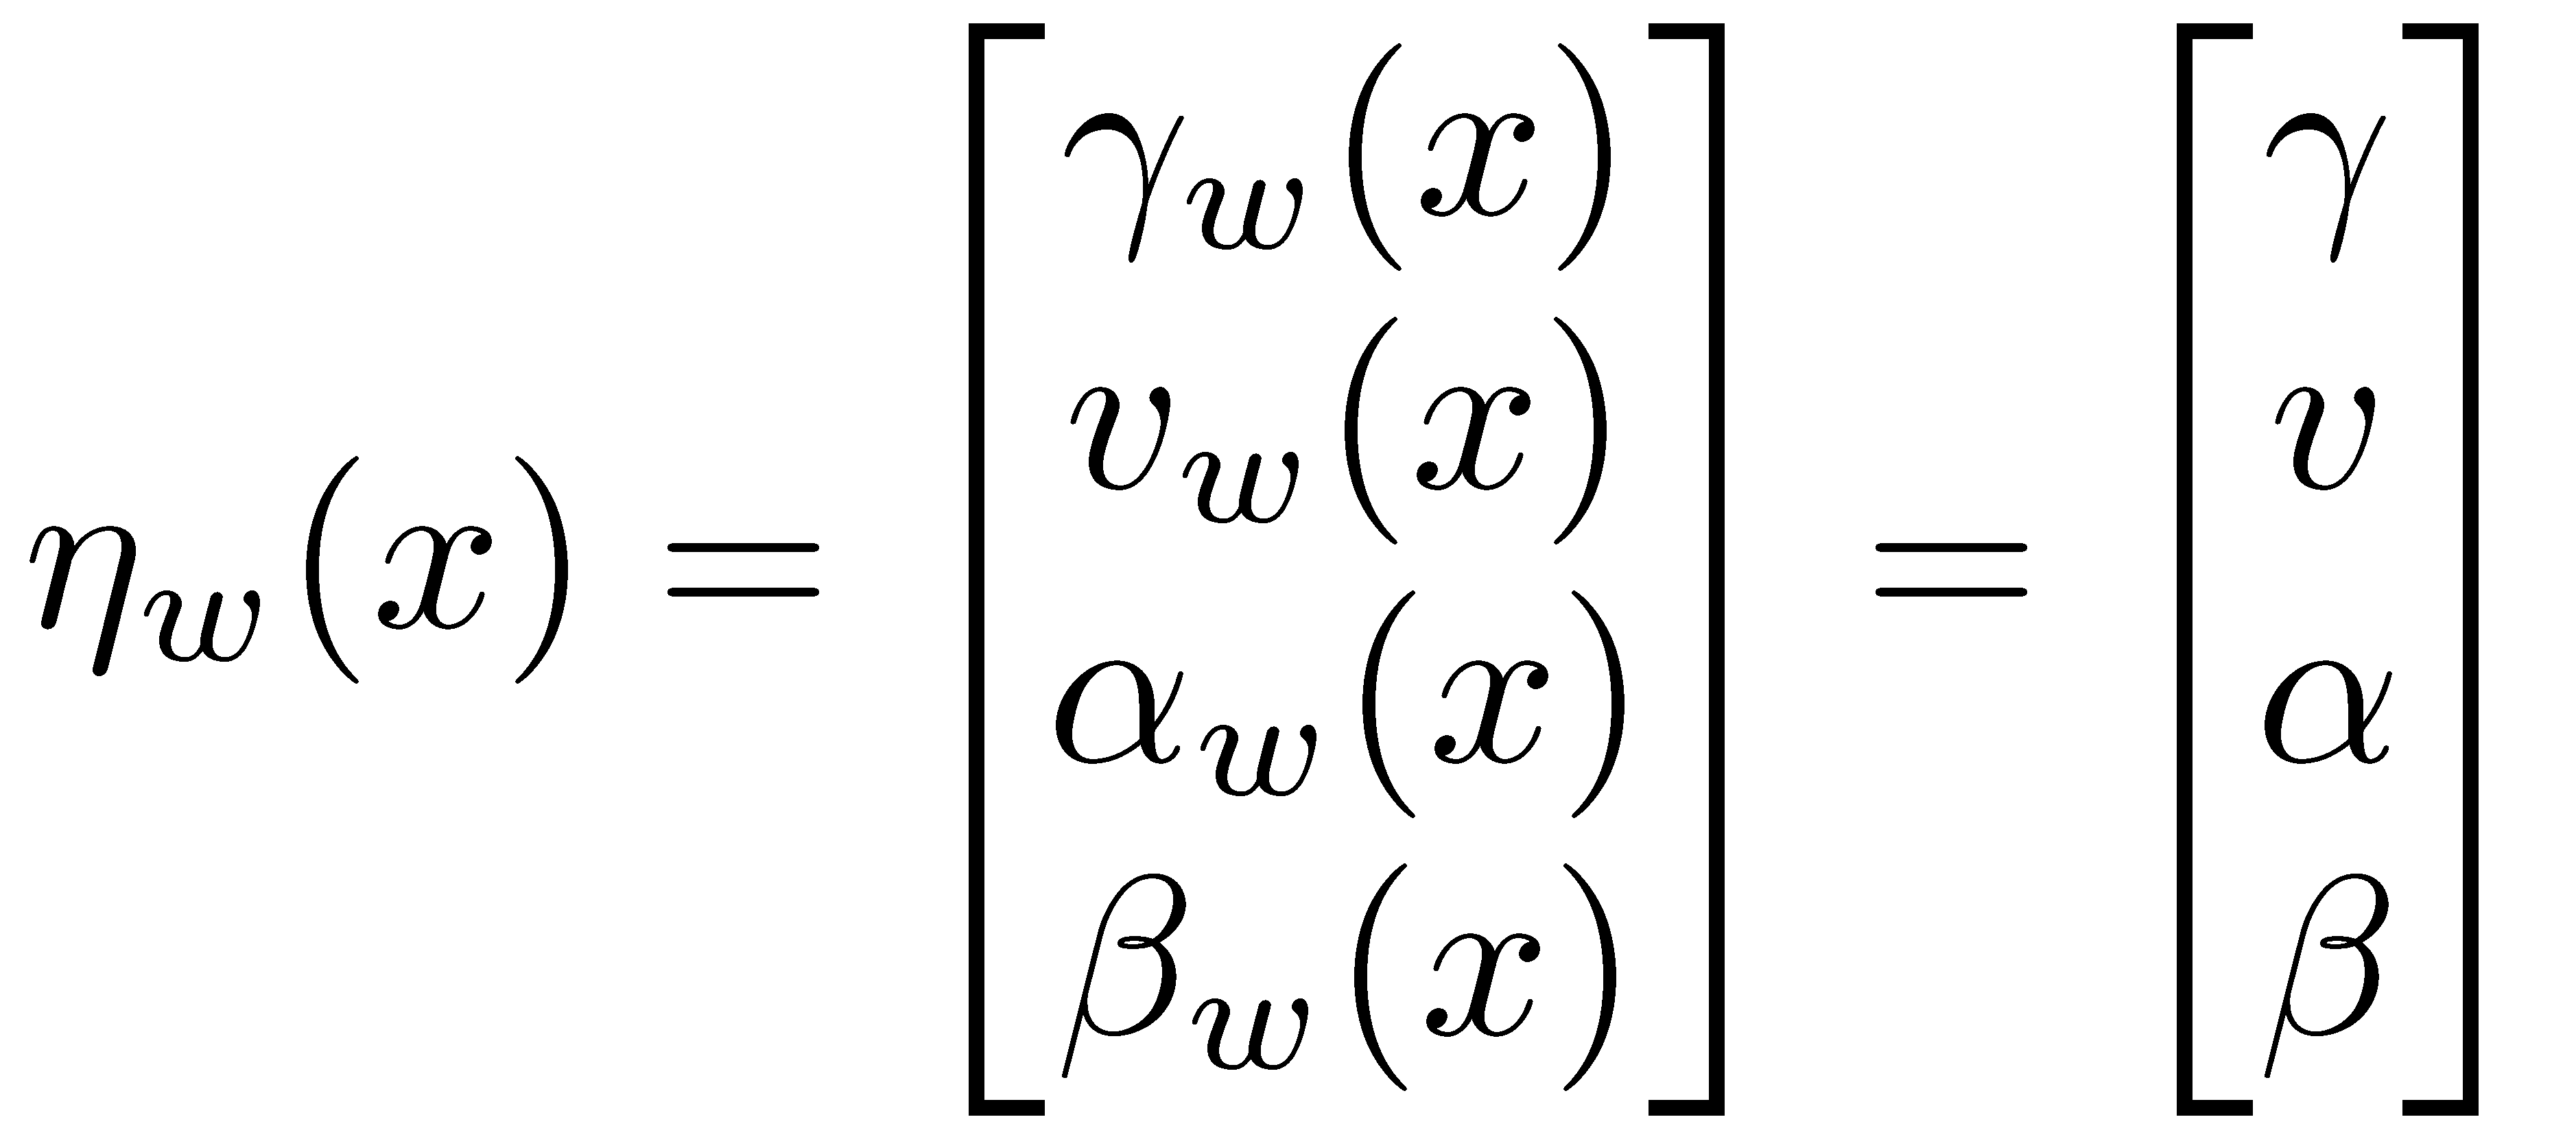 η_w(x) = [γ_w(x) υ_w(x) α_w(x) β_w(x)] = [γ υ α β]